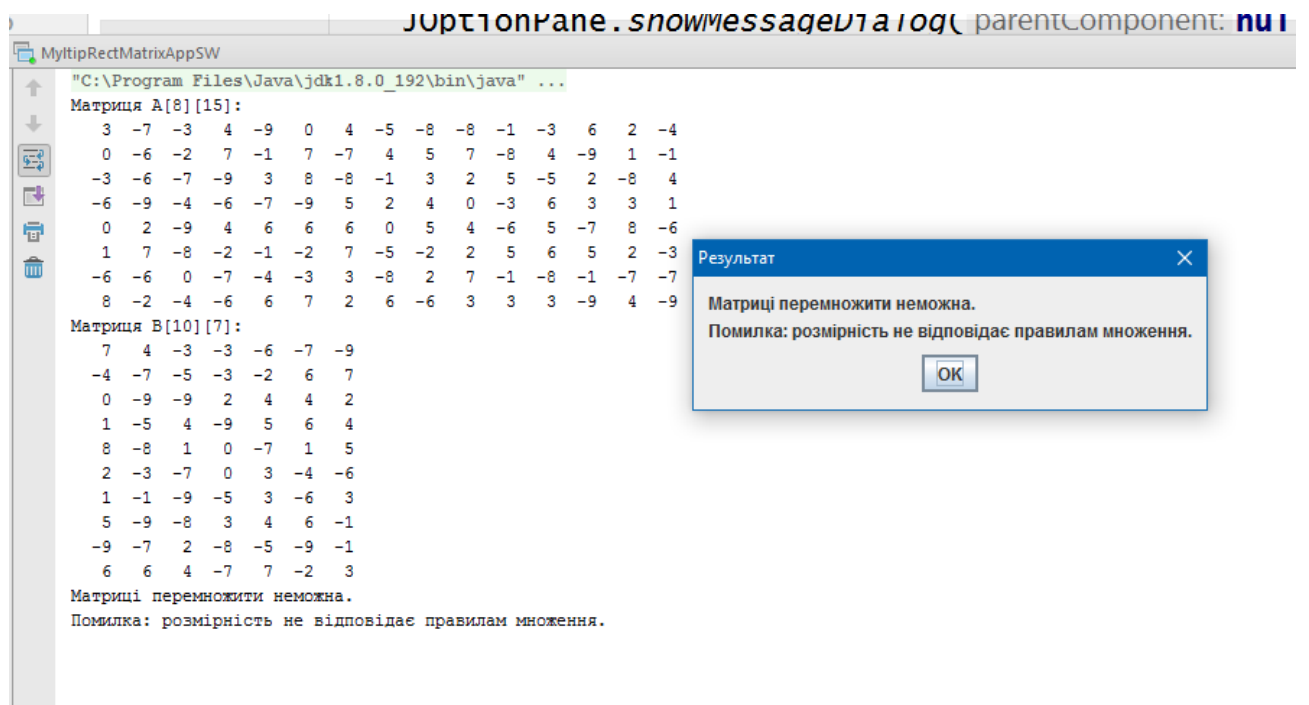 JOptionPane.showMessageDialog( parentComponent: nul
MyltipRectMatrixAppSW
"C:\Program Files\Java\jdk1.8.0_192\bin\java" ...
Матриця A[8][15]:
3 -7 -3 4 -9 0 4 -5 -8 -8 -1 -3 6 2 -4
0 -6 -2 7 -1 7 -7 4 5 7 -8 4 -9 1 -1
-3 -6 -7 -9 3 8 -8 -1 3 2 5 -5 2 -8 4
-6 -9 -4 -6 -7 -9 5 2 4 0 -3 6 3 3 1
0 2 -9 4 6 6 6 0 5 4 -6 5 -7 8 -6
1 7 -8 -2 -1 -2 7 -5 -2 2 5 6 5 2 -3
-6 -6 0 -7 -4 -3 3 -8 2 7 -1 -8 -1 -7 -7
8 -2 -4 -6 6 7 2 6 -6 3 3 3 -9 4 -9
Матриця B[10][7]:
7 4 -3 -3 -6 -7 -9
-4 -7 -5 -3 -2 6 7
0 -9 -9 2 4 4 2
1 -5 4 -9 5 6 4
8 -8 1 0 -7 1 5
2 -3 -7 0 3 -4 -6
1 -1 -9 -5 3 -6 3
5 -9 -8 3 4 6 -1
-9 -7 2 -8 -5 -9 -1
6 6 4 -7 7 -2 3
Матриці перемножити неможна.
Помилка: розмірність не відповідає правилам множення.
Результат
Матриці перемножити неможна.
Помилка: розмірність не відповідає правилам множення.
OK